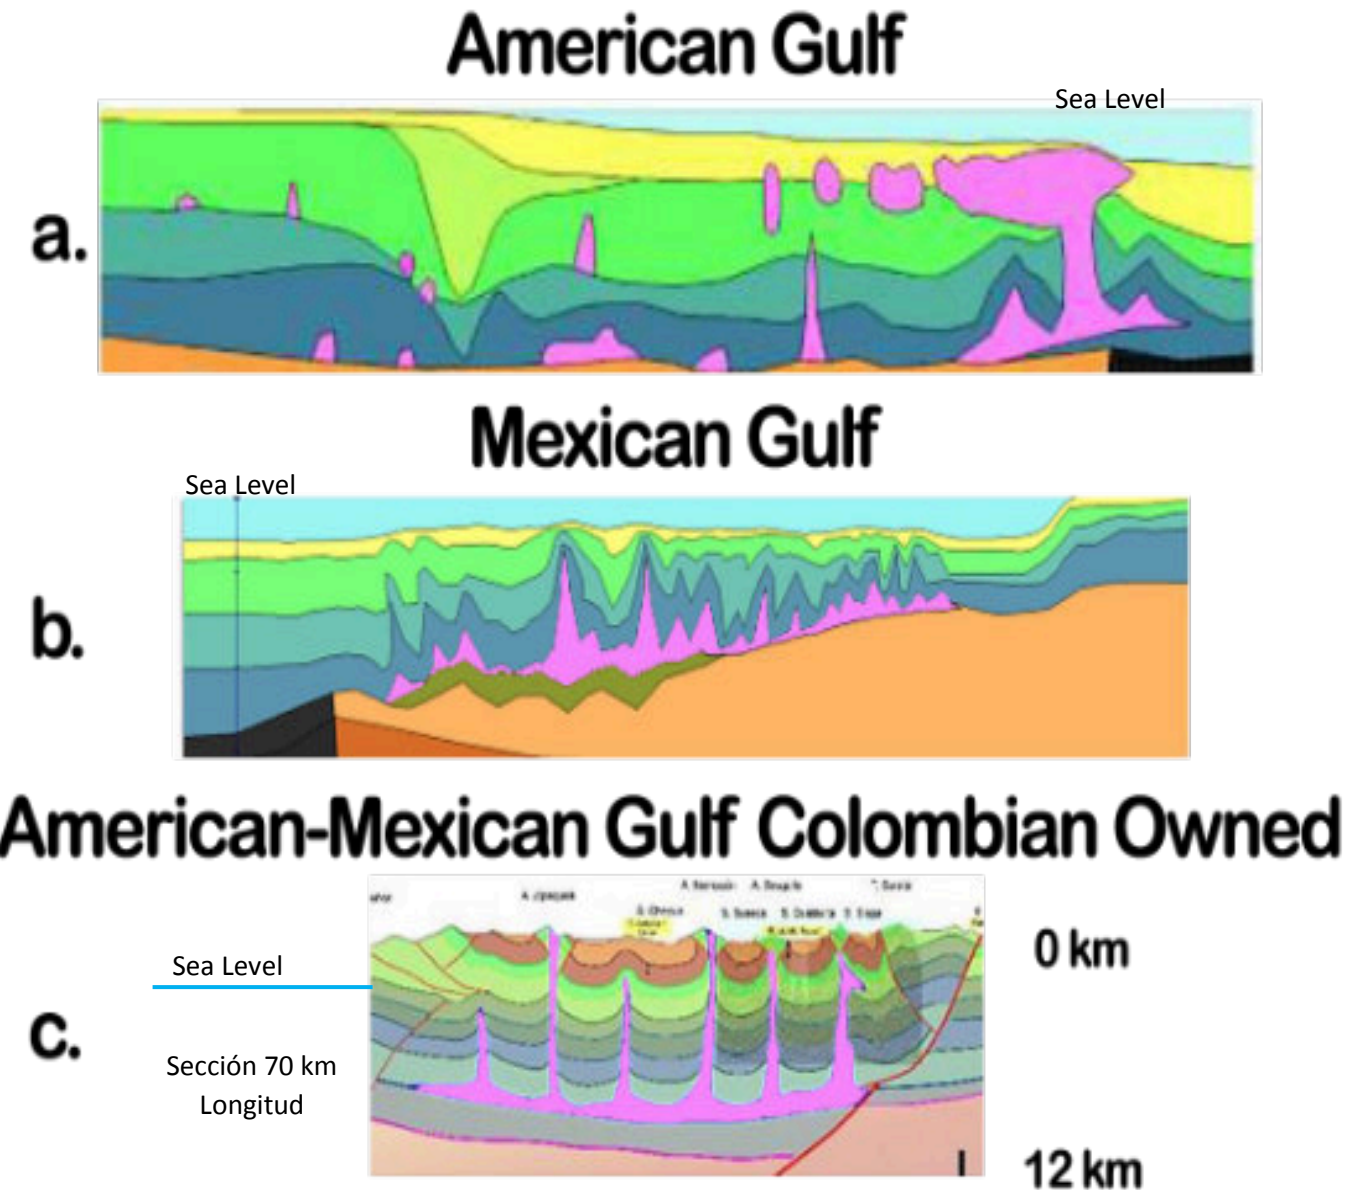 American Gulf
Sea Level
a.
Mexican Gulf
Sea Level
b.
American-Mexican Gulf Colombian Owned
0 km
Sea Level
c.
Sección 70 km
Longitud
12 km